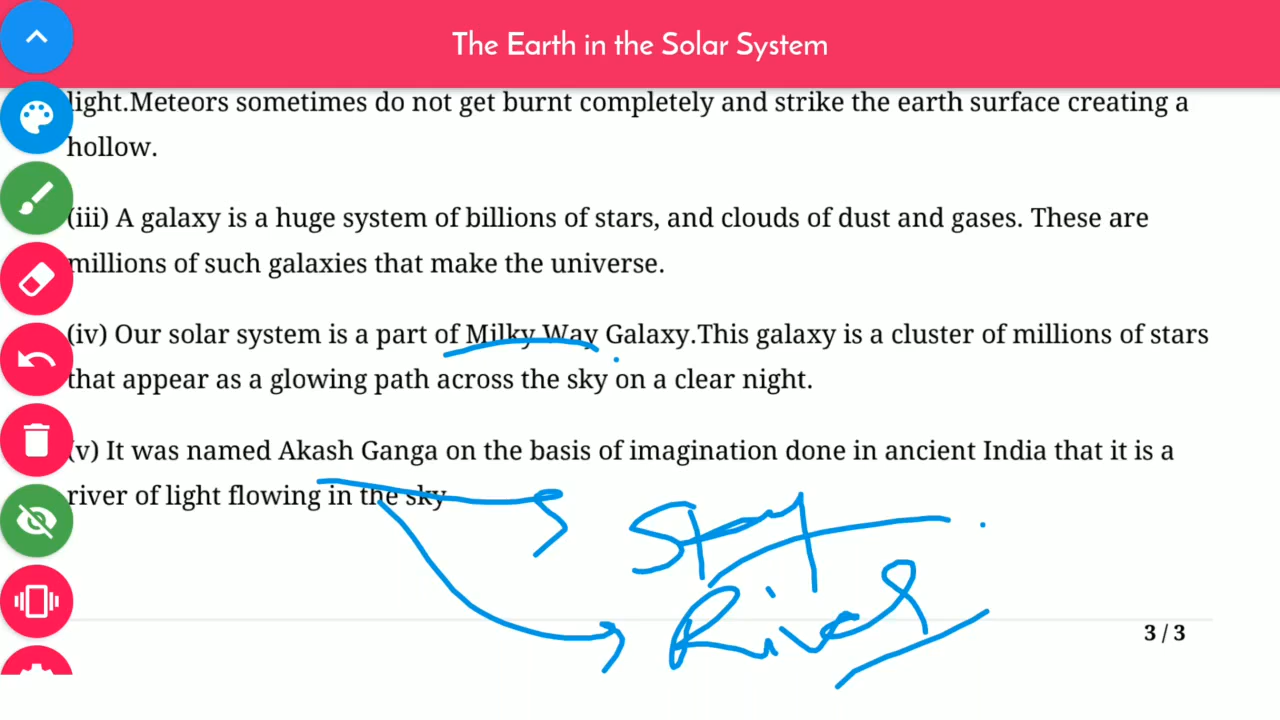 The Earth in the Solar System
light.Meteors sometimes do not get burnt completely and strike the earth surface creating a
hollow.
(iii) A galaxy is a huge system of billions of stars, and clouds of dust and gases. These are
millions of such galaxies that make the universe.
(iv) Our solar system is a part of Milky Way Galaxy.This galaxy is a cluster of millions of stars
that appear as a glowing path across the sky on a clear night.
(v) It was named Akash Ganga on the basis of imagination done in ancient India that it is a
river of light flowing in the sky
River
3 / 3